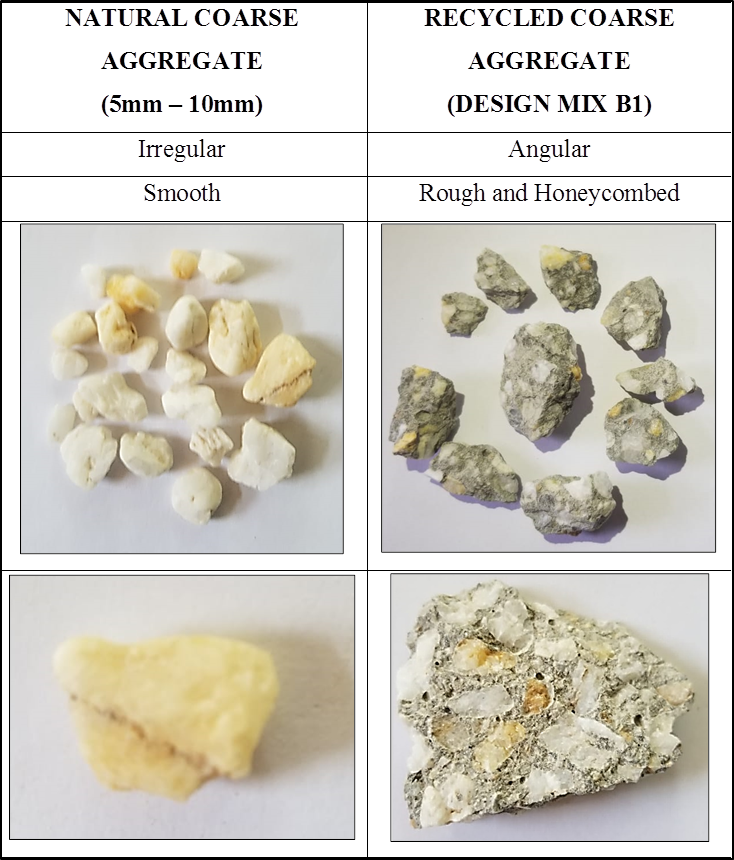 NATURAL COARSE
AGGREGATE
(5mm – 10mm)
RECYCLED COARSE
AGGREGATE
(DESIGN MIX B1)
Irregular
Angular
Smooth
Rough and Honeycombed